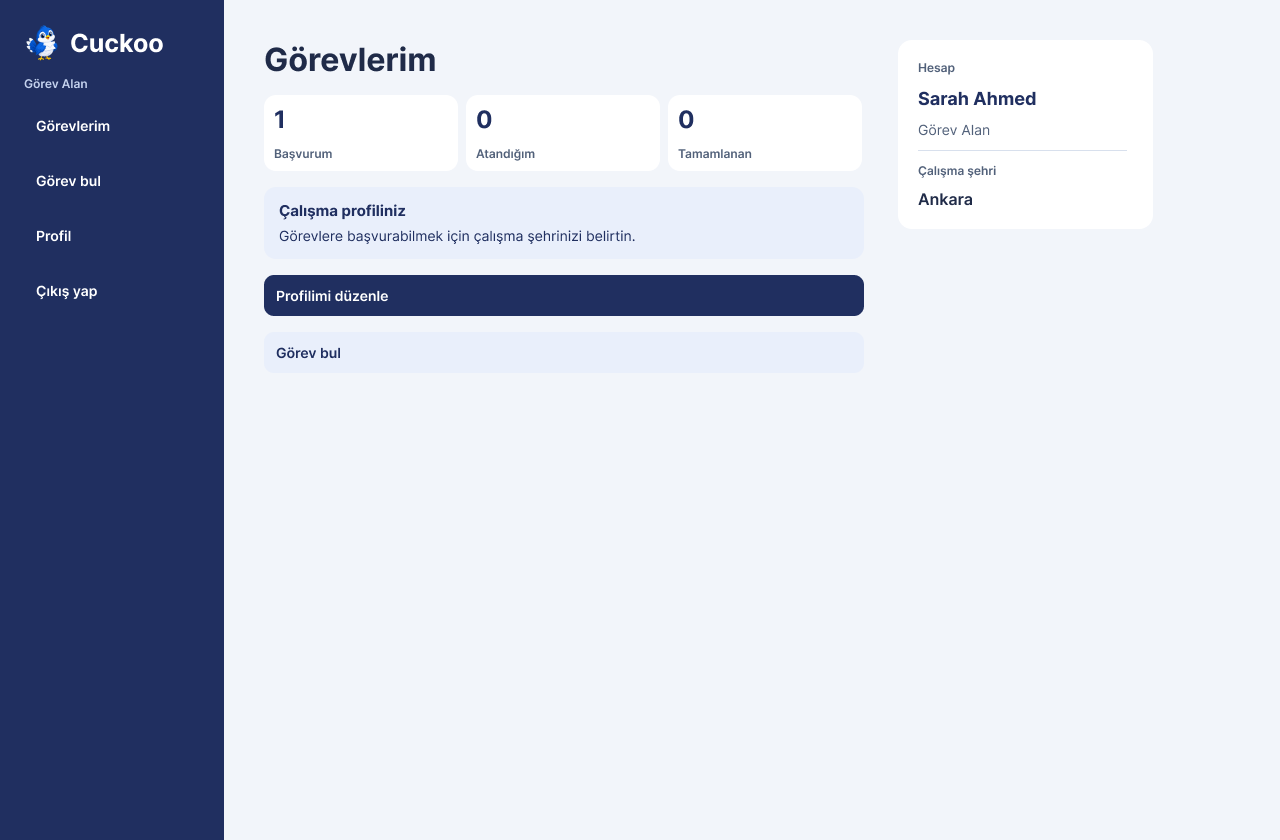 Cuckoo
Görev Alan
Görevlerim
Görev bul
Profil
Çıkış yap
Görevlerim
1
Başvurum
0
Atandığım
0
Tamamlanan
Çalışma profiliniz
Görevlere başvurabilmek için çalışma şehrinizi belirtin.
Profilimi düzenle
Görev bul
Hesap
Sarah Ahmed
Görev Alan
Çalışma şehri
Ankara